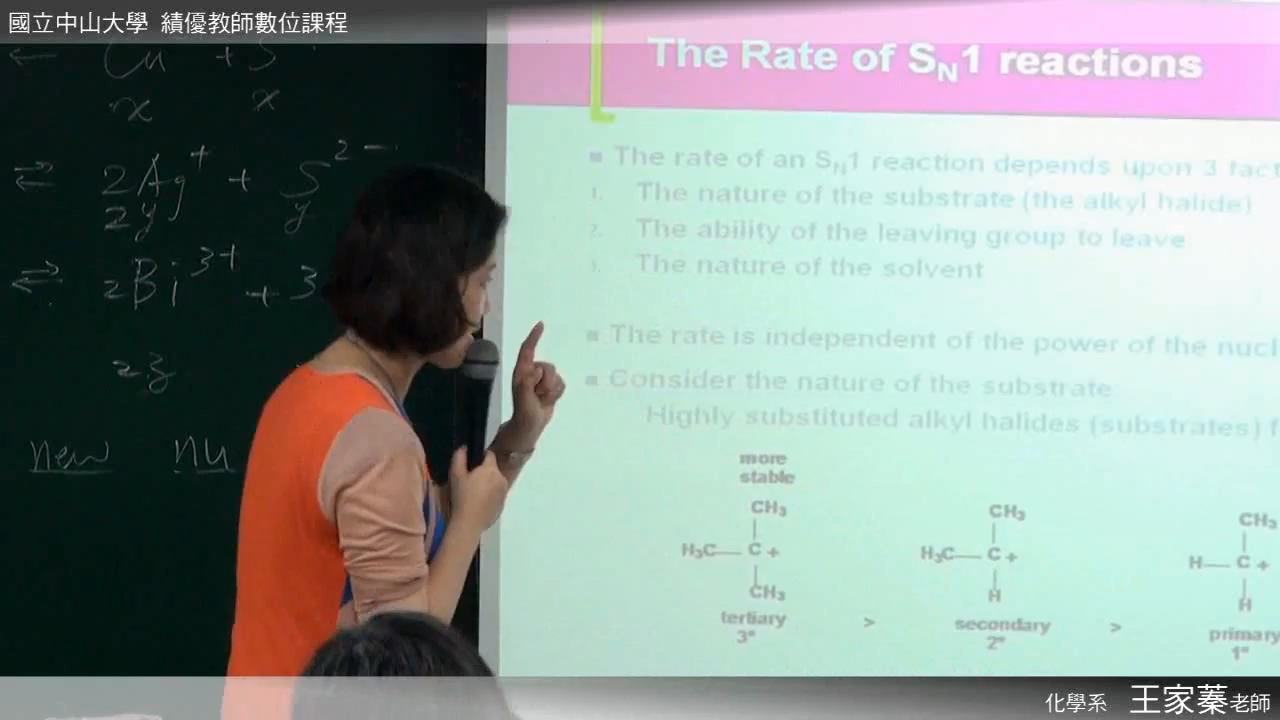 國立中山大學 績優教師數位課程
← Cu + S
x x
⇄ 2Ag⁺ + S²⁻
2y y
⇄ 2Bi³⁺ + 3
2z
new nu
The Rate of SN1 reactions
■ The rate of an SN1 reaction depends upon 3 fact
1. The nature of the substrate (the alkyl halide)
2. The ability of the leaving group to leave
3. The nature of the solvent
■ The rate is independent of the power of the nucl
■ Consider the nature of the substrate
Highly substituted alkyl halides (substrates) f
more
stable
CH₃ CH₃ CH₃
H₃C— C + H₃C— C + H— C +
CH₃ H H
tertiary > secondary > primary
3° 2° 1°
化學系 王家蓁老師